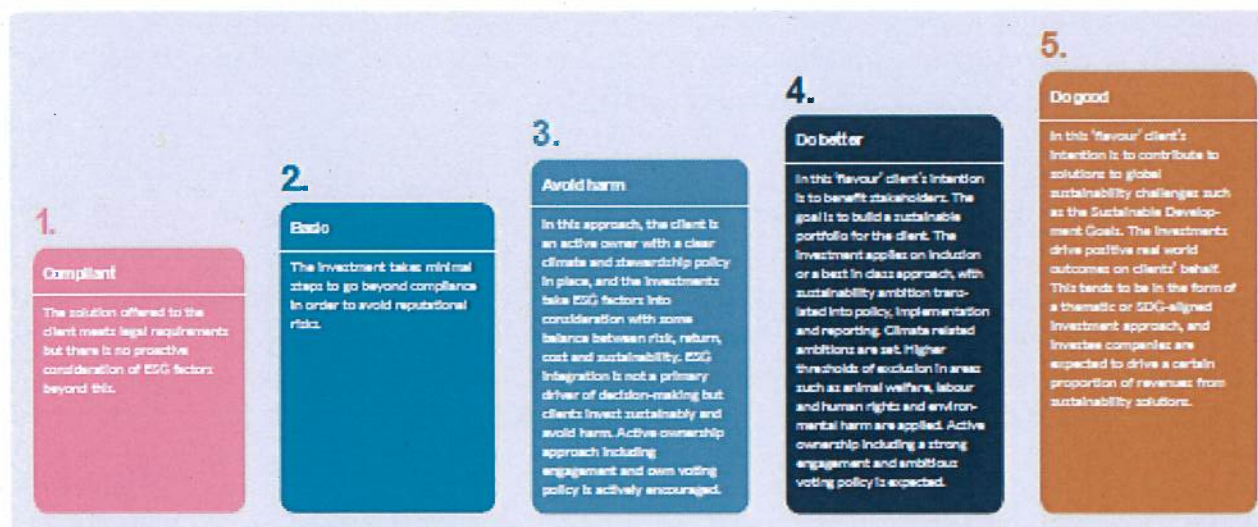 1.
Compliant
The solution offered to the
client meets legal requirements
but there is no proactive
consideration of ESG factors
beyond this.
2.
Basic
The investment takes minimal
steps to go beyond compliance
in order to avoid reputational
risks.
3.
Avoid harm
In this approach, the client is
an active owner with a clear
climate and stewardship policy
in place, and the investments
take ESG factors into
consideration with some
balance between risk, return,
cost and sustainability. ESG
integration is not a primary
driver of decision-making but
clients invest sustainably and
avoid harm. Active ownership
approach including
engagement and own voting
policy is actively encouraged.
4.
Do better
In this 'flavour' client's intention
is to benefit stakeholders. The
goal is to build a sustainable
portfolio for the client. The
investment applies an inclusion
or a best in class approach, with
sustainability ambition trans-
lated into policy, implementation
and reporting. Climate related
ambitions are set. Higher
thresholds of exclusion in areas
such as animal welfare, labour
and human rights and environ-
mental harm are applied. Active
ownership including a strong
engagement and ambitious
voting policy is expected.
5.
Do good
In this 'flavour' client's
intention is to contribute to
solutions to global
sustainability challenges such
as the Sustainable Develop-
ment Goals. The investments
drive positive real world
outcomes on clients' behalf.
This tends to be in the form of
a thematic or SDG-aligned
investment approach, and
investee companies are
expected to drive a certain
proportion of revenues from
sustainability solutions.